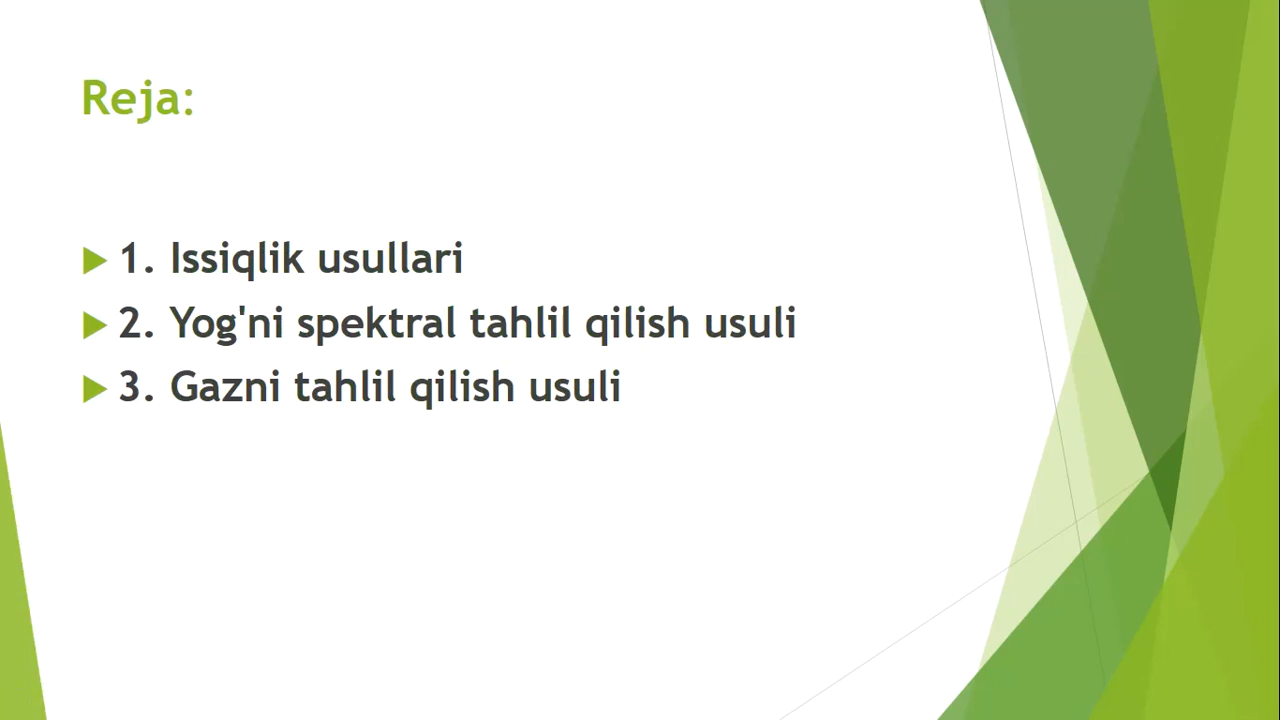 Reja:
1. Issiqlik usullari
2. Yog'ni spektral tahlil qilish usuli
3. Gazni tahlil qilish usuli